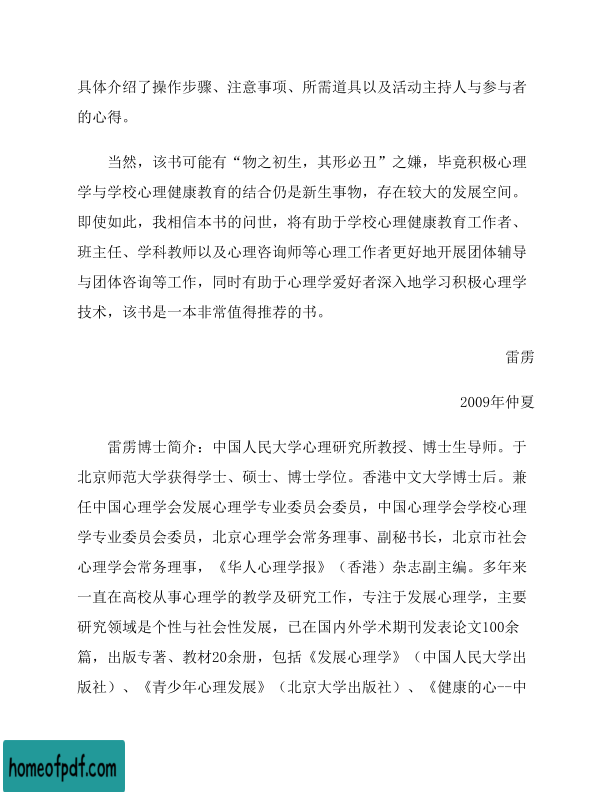 具体介绍了操作步骤、注意事项、所需道具以及活动主持人与参与者
的心得。
当然，该书可能有“物之初生，其形必丑”之嫌，毕竟积极心理
学与学校心理健康教育的结合仍是新生事物，存在较大的发展空间。
即使如此，我相信本书的问世，将有助于学校心理健康教育工作者、
班主任、学科教师以及心理咨询师等心理工作者更好地开展团体辅导
与团体咨询等工作，同时有助于心理学爱好者深入地学习积极心理学
技术，该书是一本非常值得推荐的书。
雷雳
2009年仲夏
雷雳博士简介：中国人民大学心理研究所教授、博士生导师。于
北京师范大学获得学士、硕士、博士学位。香港中文大学博士后。兼
任中国心理学会发展心理学专业委员会委员，中国心理学会学校心理
学专业委员会委员，北京心理学会常务理事、副秘书长，北京市社会
心理学会常务理事，《华人心理学报》（香港）杂志副主编。多年来
一直在高校从事心理学的教学及研究工作，专注于发展心理学，主要
研究领域是个性与社会性发展，已在国内外学术期刊发表论文100余
篇，出版专著、教材20余册，包括《发展心理学》（中国人民大学出
版社）、《青少年心理发展》（北京大学出版社）、《健康的心--中
homeofpdf.com